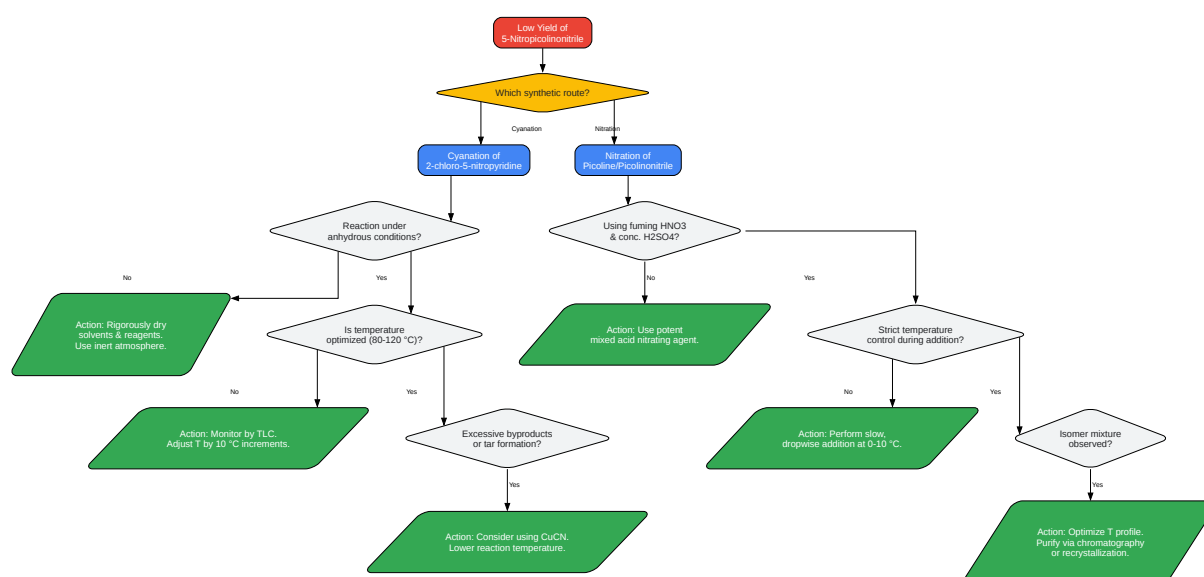 Low Yield of
5-Nitropicolinonitrile
Which synthetic route?
Cyanation
Nitration
Cyanation of
2-chloro-5-nitropyridine
Nitration of
Picoline/Picolinonitrile
Reaction under
anhydrous conditions?
Using fuming HNO3
& conc. H2SO4?
No
Yes
No
Yes
Action: Rigorously dry
solvents & reagents.
Use inert atmosphere.
Is temperature
optimized (80-120 °C)?
Action: Use potent
mixed acid nitrating agent.
Strict temperature
control during addition?
No
Yes
No
Yes
Action: Monitor by TLC.
Adjust T by 10 °C increments.
Excessive byproducts
or tar formation?
Action: Perform slow,
dropwise addition at 0-10 °C.
Isomer mixture
observed?
Yes
Yes
Action: Consider using CuCN.
Lower reaction temperature.
Action: Optimize T profile.
Purify via chromatography
or recrystallization.